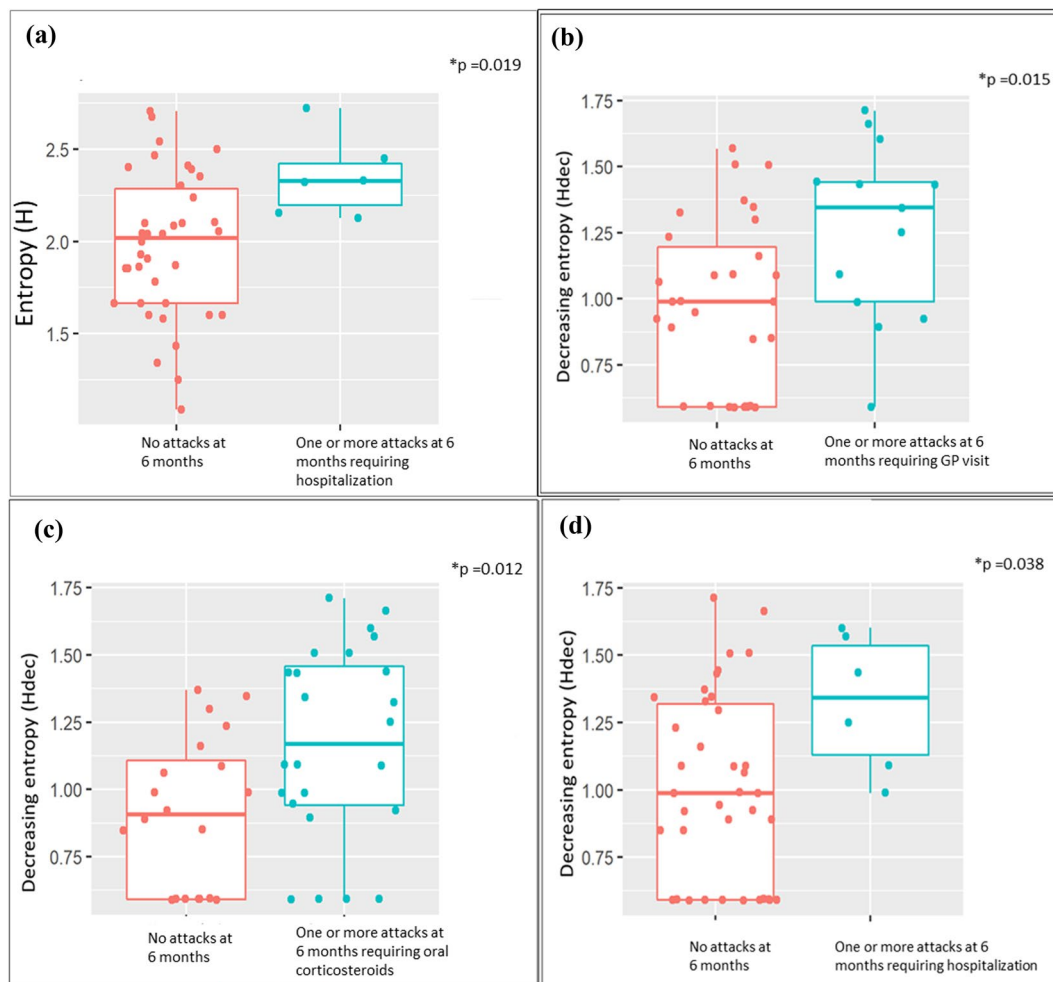 (a)
*p =0.019
Entropy (H)
2.5
2.0
1.5
No attacks at
6 months
One or more attacks at 6
months requiring
hospitalization
(b)
*p =0.015
Decreasing entropy (Hdec)
1.75
1.50
1.25
1.00
0.75
No attacks at
6 months
One or more attacks at 6
months requiring GP visit
(c)
*p =0.012
Decreasing entropy (Hdec)
1.75
1.50
1.25
1.00
0.75
No attacks at
6 months
One or more attacks at
6 months requiring oral
corticosteroids
(d)
*p =0.038
Decreasing entropy (Hdec)
1.75
1.50
1.25
1.00
0.75
No attacks at
6 months
One or more attacks at 6
months requiring hospitalization